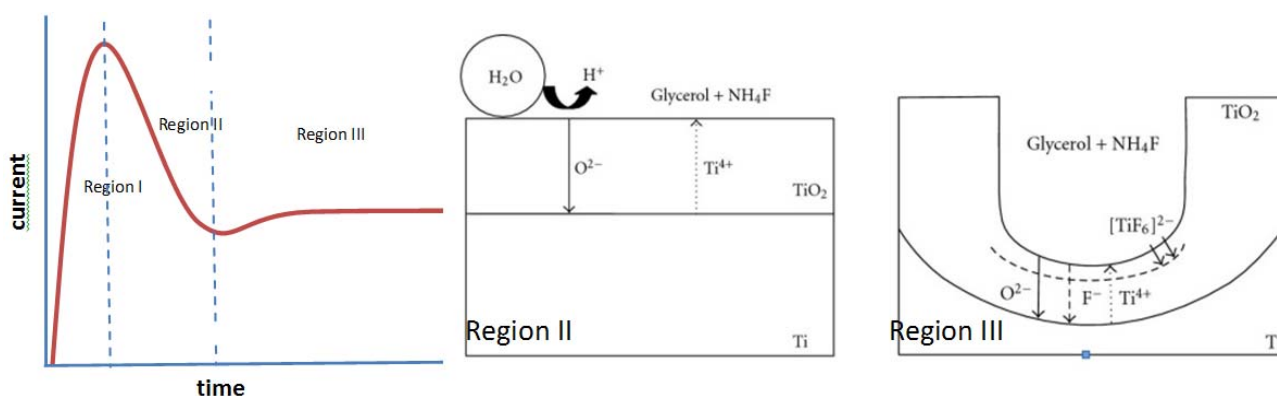 current
Region I
Region II
Region III
time
H₂O
H⁺
Glycerol + NH₄F
O²⁻
Ti⁴⁺
TiO₂
Region II
Ti
TiO₂
Glycerol + NH₄F
[TiF₆]²⁻
O²⁻
F⁻
Ti⁴⁺
Region III
T